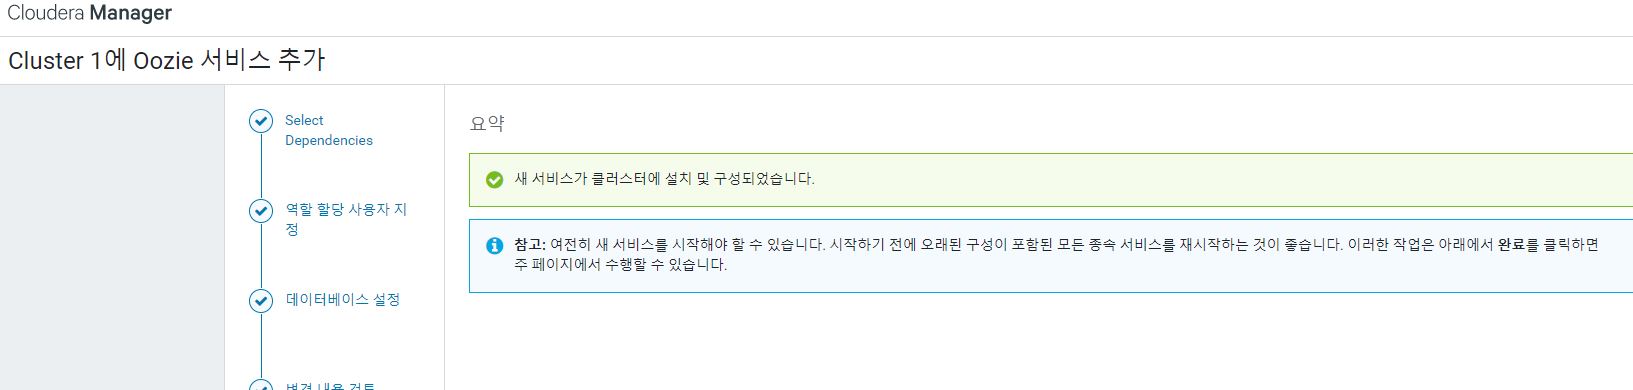 Cloudera Manager
Cluster 1에 Oozie 서비스 추가
Select
Dependencies
역할 할당 사용자 지
정
데이터베이스 설정
변경 내용 검토
요약
새 서비스가 클러스터에 설치 및 구성되었습니다.
참고: 여전히 새 서비스를 시작해야 할 수 있습니다. 시작하기 전에 오래된 구성이 포함된 모든 종속 서비스를 재시작하는 것이 좋습니다. 이러한 작업은 아래에서 완료를 클릭하면
주 페이지에서 수행할 수 있습니다.